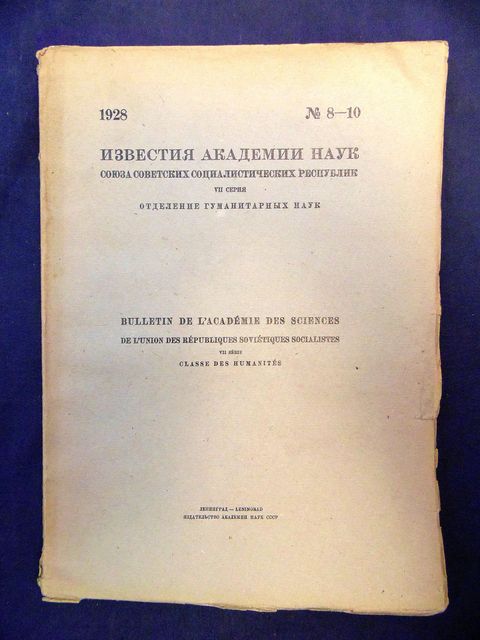 1928
№ 8—10
ИЗВЕСТИЯ АКАДЕМИИ НАУК
СОЮЗА СОВЕТСКИХ СОЦИАЛИСТИЧЕСКИХ РЕСПУБЛИК
VII СЕРИЯ
ОТДЕЛЕНИЕ ГУМАНИТАРНЫХ НАУК
BULLETIN DE L'ACADÉMIE DES SCIENCES
DE L'UNION DES RÉPUBLIQUES SOVIÉTIQUES SOCIALISTES
VII SÉRIE
CLASSE DES HUMANITÉS
ЛЕНИНГРАД — LENINGRAD
ИЗДАТЕЛЬСТВО АКАДЕМИИ НАУК СССР